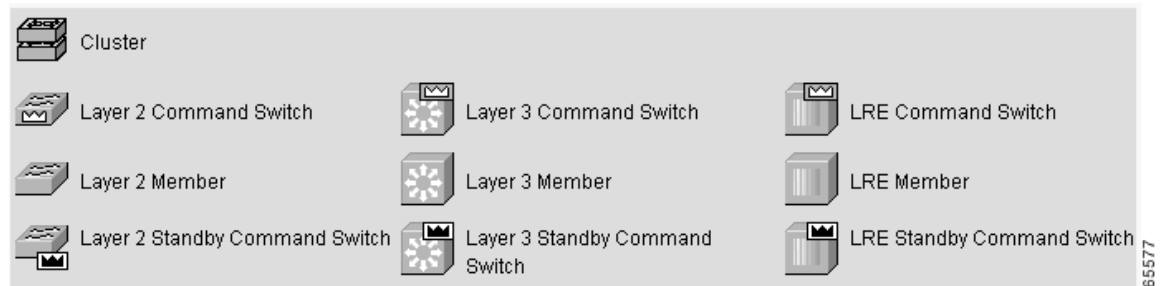 Cluster
Layer 2 Command Switch
Layer 3 Command Switch
LRE Command Switch
Layer 2 Member
Layer 3 Member
LRE Member
Layer 2 Standby Command Switch
Layer 3 Standby Command
Switch
LRE Standby Command Switch
65577